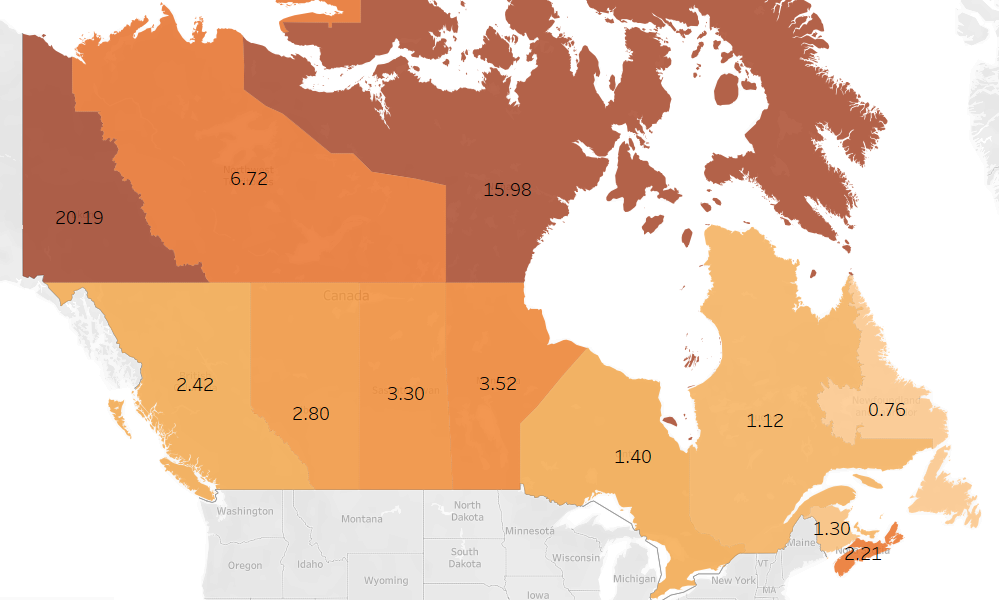 6.72
15.98
20.19
Canada
2.42
2.80
3.30
3.52
0.76
1.12
1.40
Washington
Montana
North
Dakota
Minnesota
1.30
Maine
2.21
Oregon
Idaho
South
Dakota
Wisconsin
Wyoming
Michigan
New York
VT
MA
Iowa